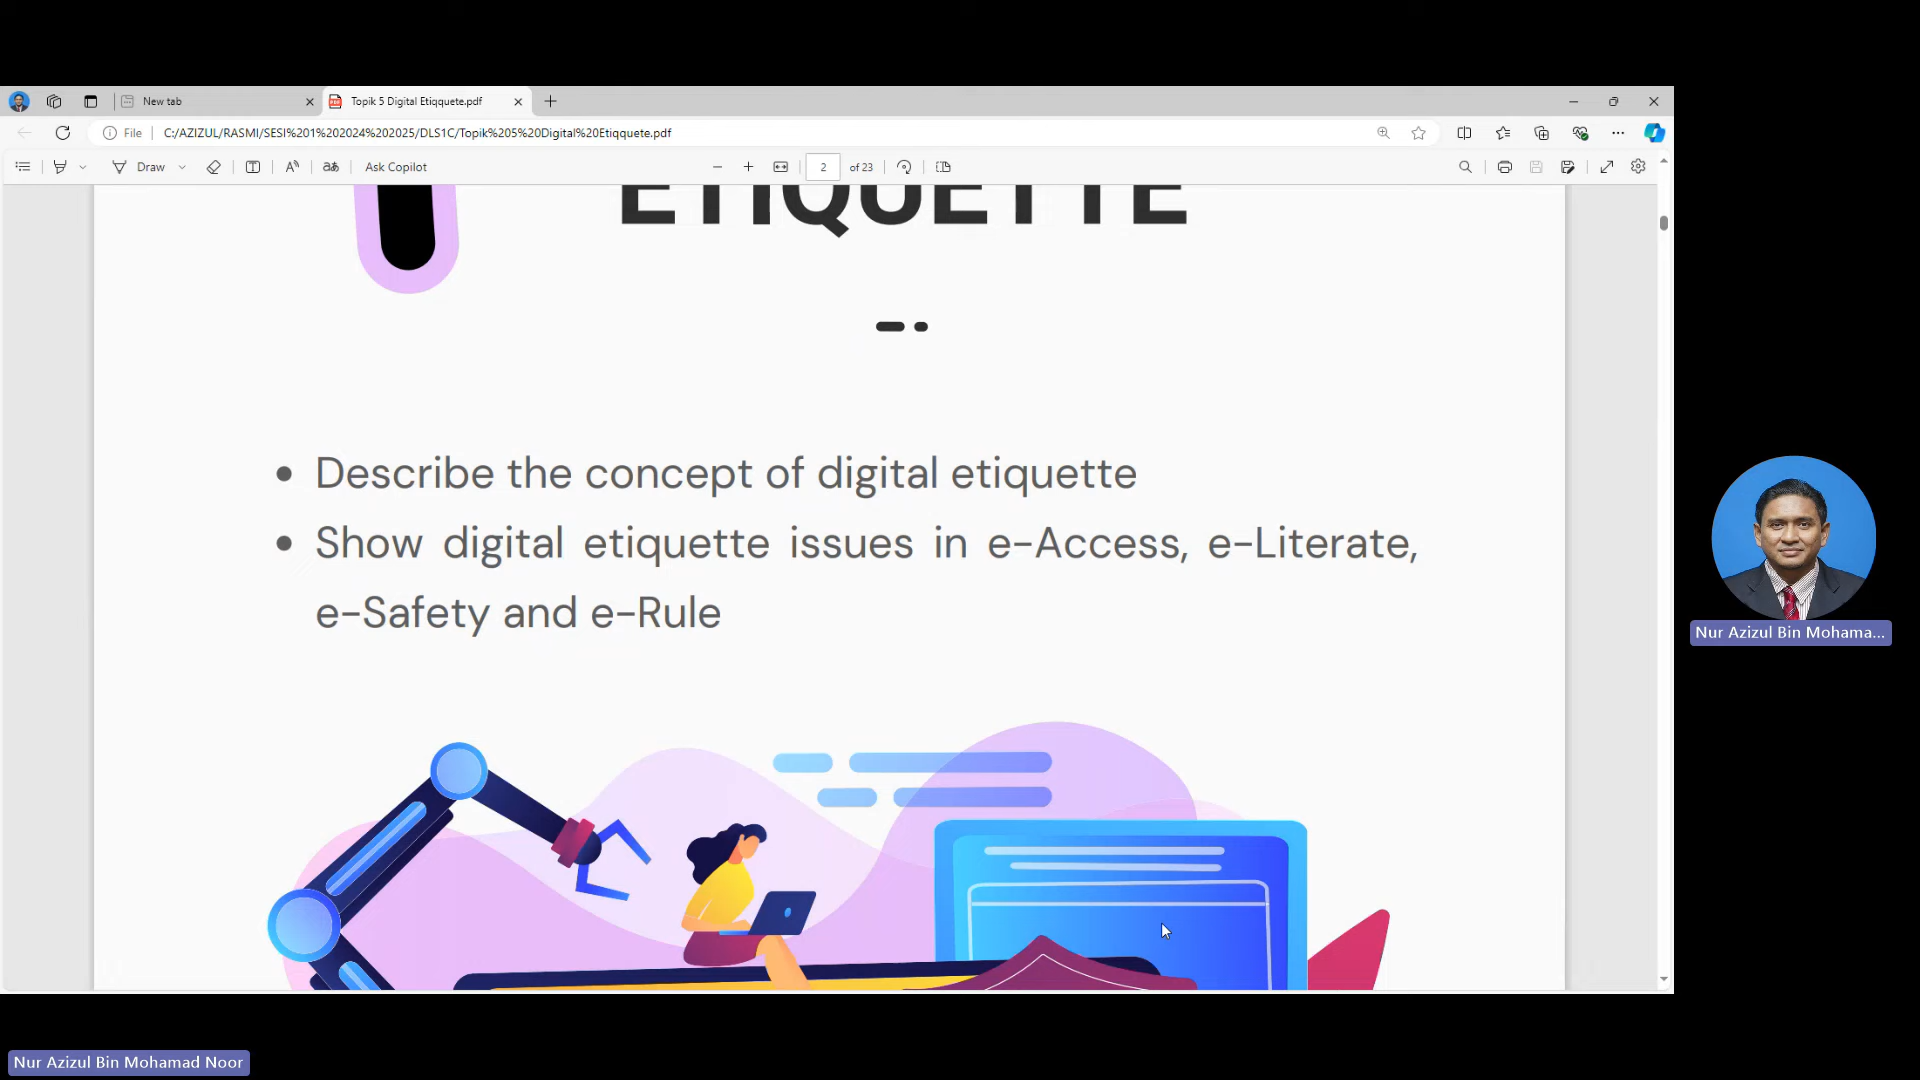 New tab
Topik 5 Digital Etiqquete.pdf
File
C:/AZIZUL/RASMI/SESI%201%202024%202025/DLS1C/Topik%205%20Digital%20Etiqquete.pdf
Draw
aあ
Ask Copilot
2
of 23
ETIQUETTE
• Describe the concept of digital etiquette
• Show digital etiquette issues in e-Access, e-Literate,
e-Safety and e-Rule
Nur Azizul Bin Mohama...
Nur Azizul Bin Mohamad Noor